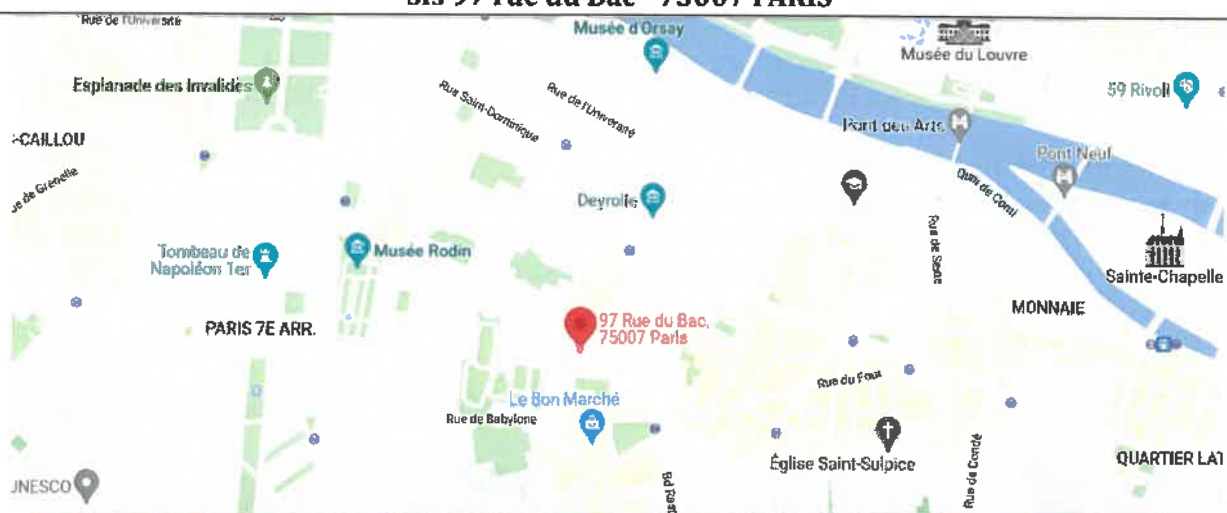 sis 97 rue du Bac - 75007 PARIS
Rue de l'Université
Musée d'Orsay
Musée du Louvre
Esplanade des Invalides
Rue Saint-Dominique
Rue de l'Université
59 Rivoli
-CAILLOU
Pont des Arts
Pont Neuf
de Grenelle
Deyrolle
Quai de Conti
Rue de Seine
Tombeau de
Napoléon 1er
Musée Rodin
Sainte-Chapelle
PARIS 7E ARR.
97 Rue du Bac,
75007 Paris
MONNAIE
Rue du Four
Le Bon Marché
Rue de Babylone
Église Saint-Sulpice
Rue de Condé
QUARTIER LAT
UNESCO